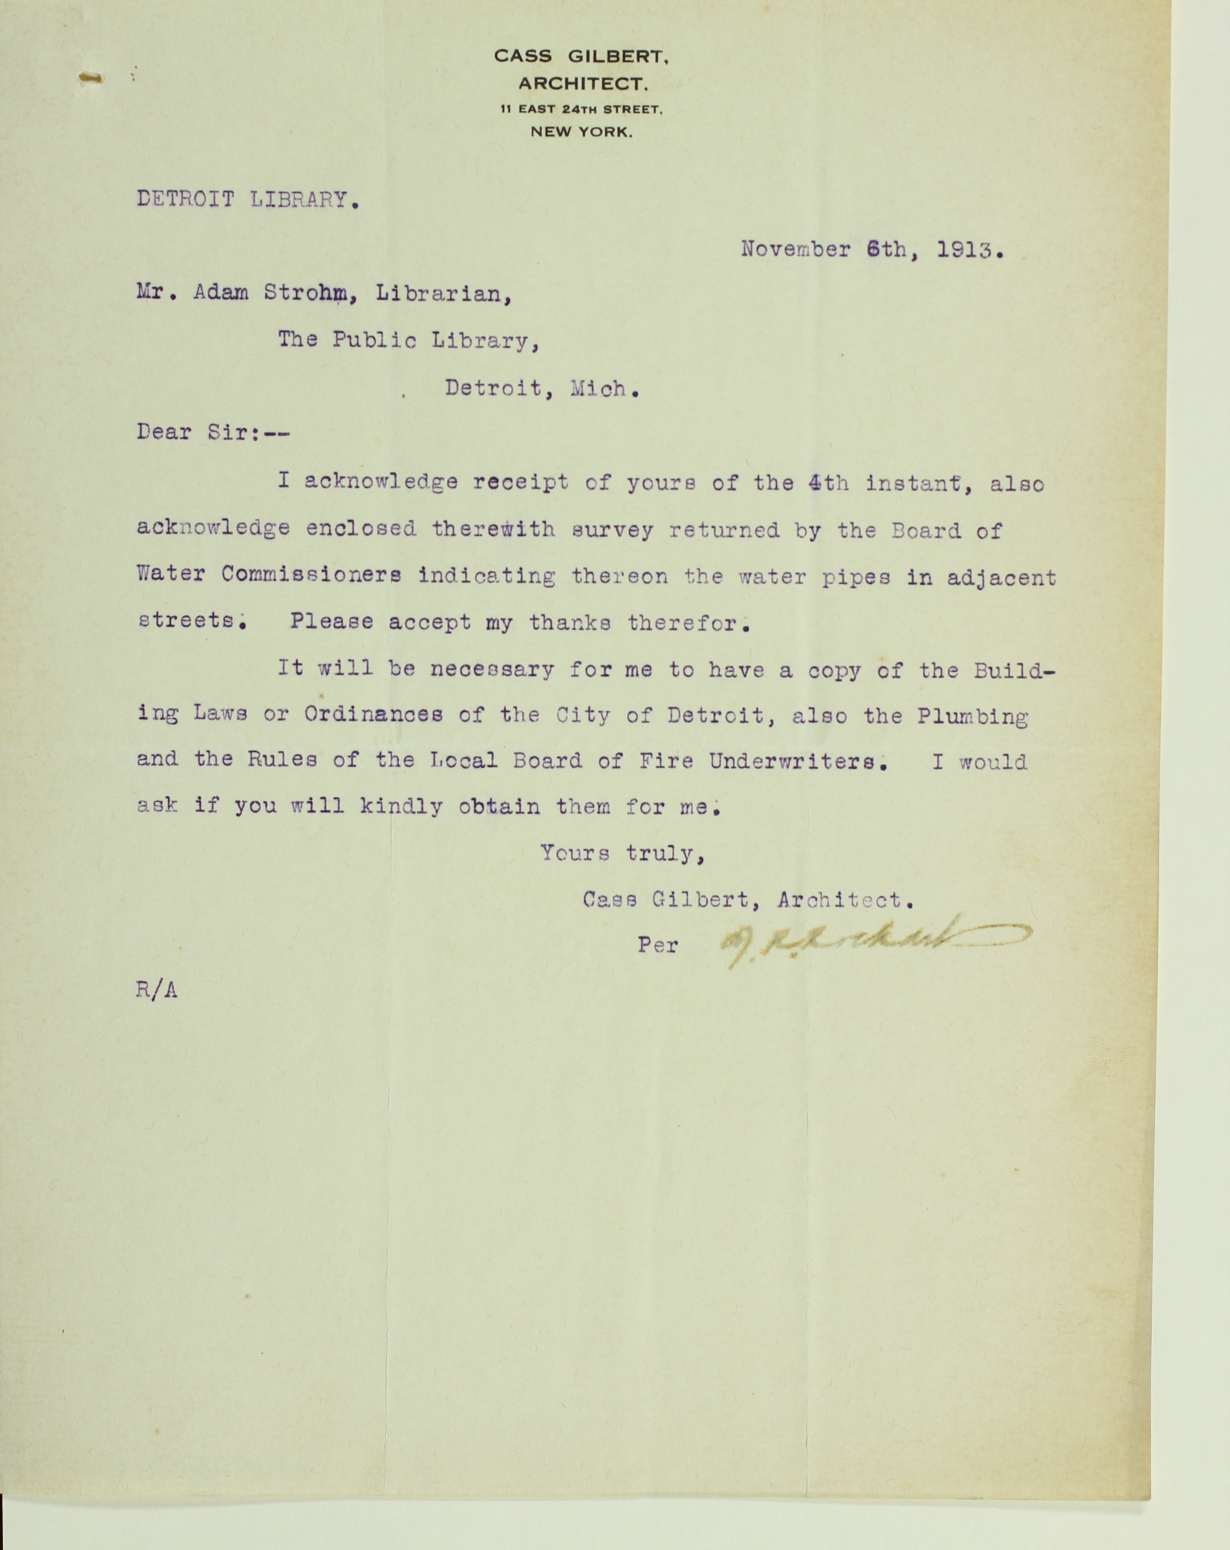 CASS GILBERT,
ARCHITECT.
11 EAST 24TH STREET,
NEW YORK.
DETROIT LIBRARY.
November 6th, 1913.
Mr. Adam Strohm, Librarian,
The Public Library,
Detroit, Mich.
Dear Sir:--
I acknowledge receipt of yours of the 4th instant, also
acknowledge enclosed therewith survey returned by the Board of
Water Commissioners indicating thereon the water pipes in adjacent
streets. Please accept my thanks therefor.
It will be necessary for me to have a copy of the Build-
ing Laws or Ordinances of the City of Detroit, also the Plumbing
and the Rules of the Local Board of Fire Underwriters. I would
ask if you will kindly obtain them for me.
Yours truly,
Cass Gilbert, Architect.
Per
R/A